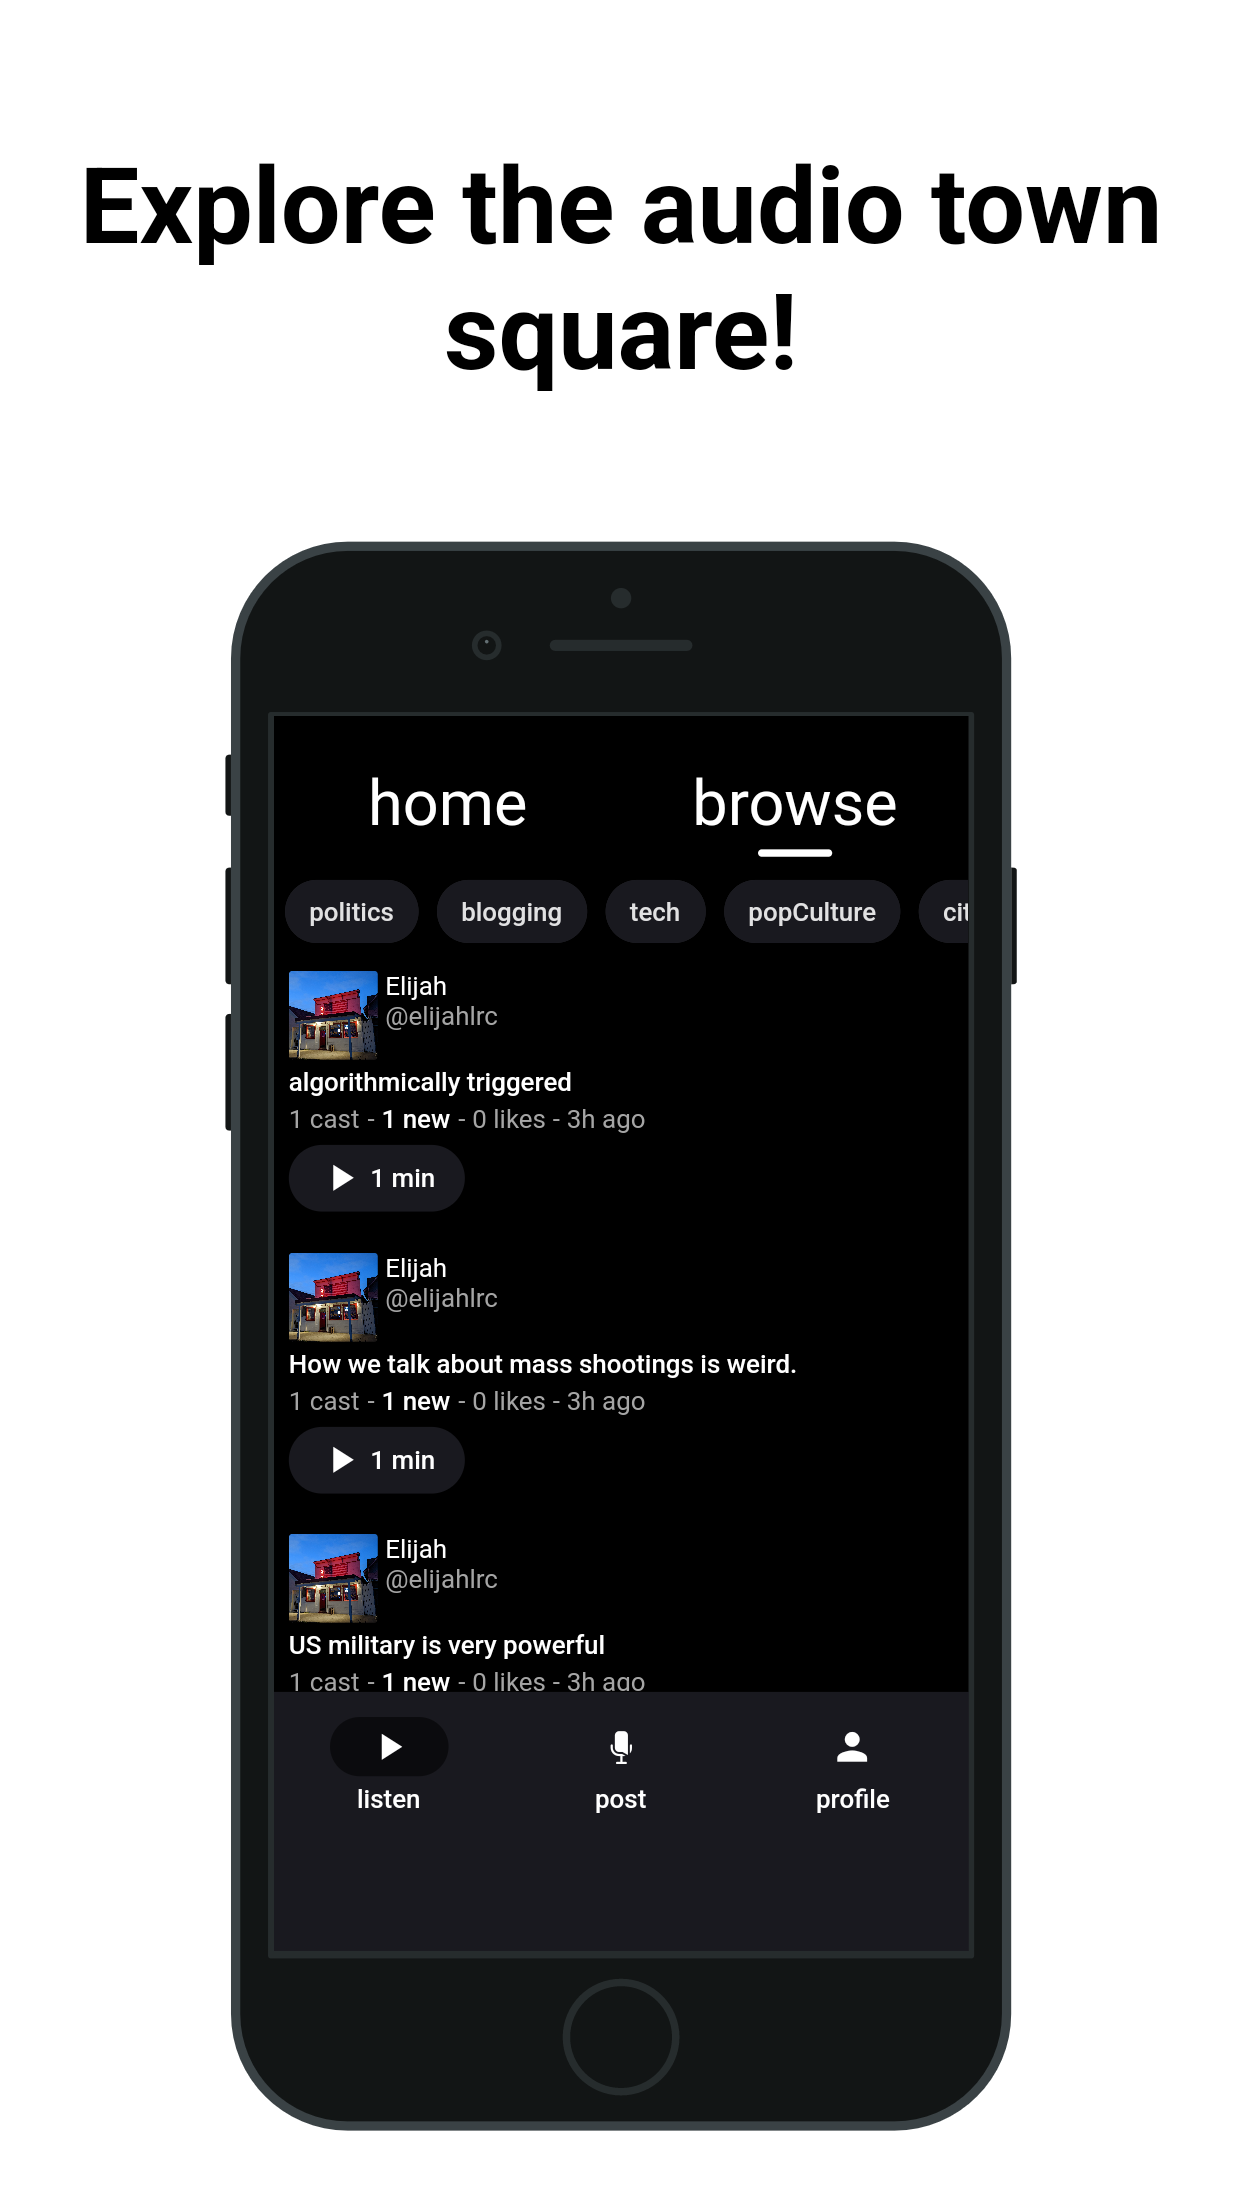 Explore the audio town
square!
home browse
politics blogging tech popCulture cit
Elijah
@elijahlrc
algorithmically triggered
1 cast - 1 new - 0 likes - 3h ago
1 min
Elijah
@elijahlrc
How we talk about mass shootings is weird.
1 cast - 1 new - 0 likes - 3h ago
1 min
Elijah
@elijahlrc
US military is very powerful
1 cast - 1 new - 0 likes - 3h ago
listen post profile